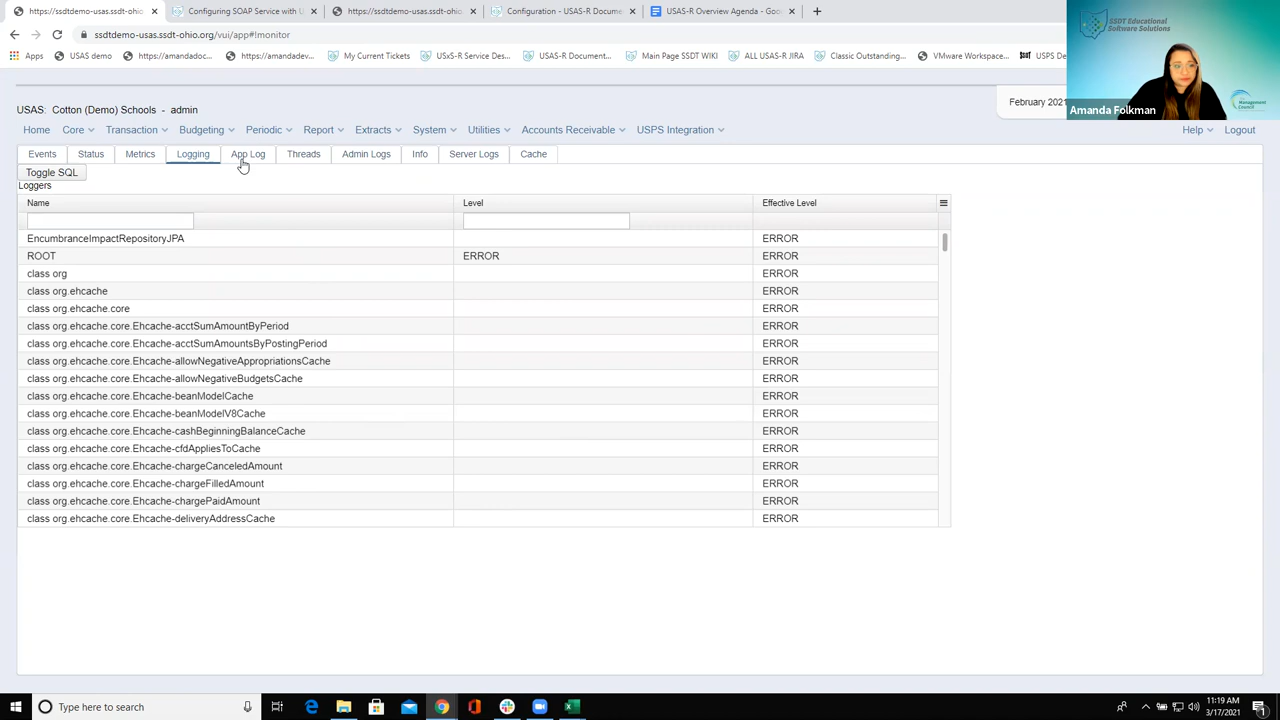 https://ssdtdemo-usas.ssdt-ohio
Configuring SOAP Service with U
https://ssdtdemo-usas.ssdt-ohio
Configuration - USAS-R Docume
USAS-R Overview Agenda - Goo
ssdtdemo-usas.ssdt-ohio.org/vui/app#!monitor
Apps
USAS demo
https://amandadoc...
https://amandadev...
My Current Tickets
USxS-R Service Des...
USAS-R Document...
Main Page SSDT WIKI
ALL USAS-R JIRA
Classic Outstanding...
VMware Workspace...
USPS De
SSDT Educational
Software Solutions
Management
Council
Amanda Folkman
USAS: Cotton (Demo) Schools - admin
February 2021
Home
Core
Transaction
Budgeting
Periodic
Report
Extracts
System
Utilities
Accounts Receivable
USPS Integration
Help
Logout
Events
Status
Metrics
Logging
App Log
Threads
Admin Logs
Info
Server Logs
Cache
Toggle SQL
Loggers
Name Level Effective Level
EncumbranceImpactRepositoryJPA ERROR
ROOT ERROR ERROR
class org ERROR
class org.ehcache ERROR
class org.ehcache.core ERROR
class org.ehcache.core.Ehcache-acctSumAmountByPeriod ERROR
class org.ehcache.core.Ehcache-acctSumAmountsByPostingPeriod ERROR
class org.ehcache.core.Ehcache-allowNegativeAppropriationsCache ERROR
class org.ehcache.core.Ehcache-allowNegativeBudgetsCache ERROR
class org.ehcache.core.Ehcache-beanModelCache ERROR
class org.ehcache.core.Ehcache-beanModelV8Cache ERROR
class org.ehcache.core.Ehcache-cashBeginningBalanceCache ERROR
class org.ehcache.core.Ehcache-cfdAppliesToCache ERROR
class org.ehcache.core.Ehcache-chargeCanceledAmount ERROR
class org.ehcache.core.Ehcache-chargeFilledAmount ERROR
class org.ehcache.core.Ehcache-chargePaidAmount ERROR
class org.ehcache.core.Ehcache-deliveryAddressCache ERROR
Type here to search
11:19 AM
3/17/2021
1